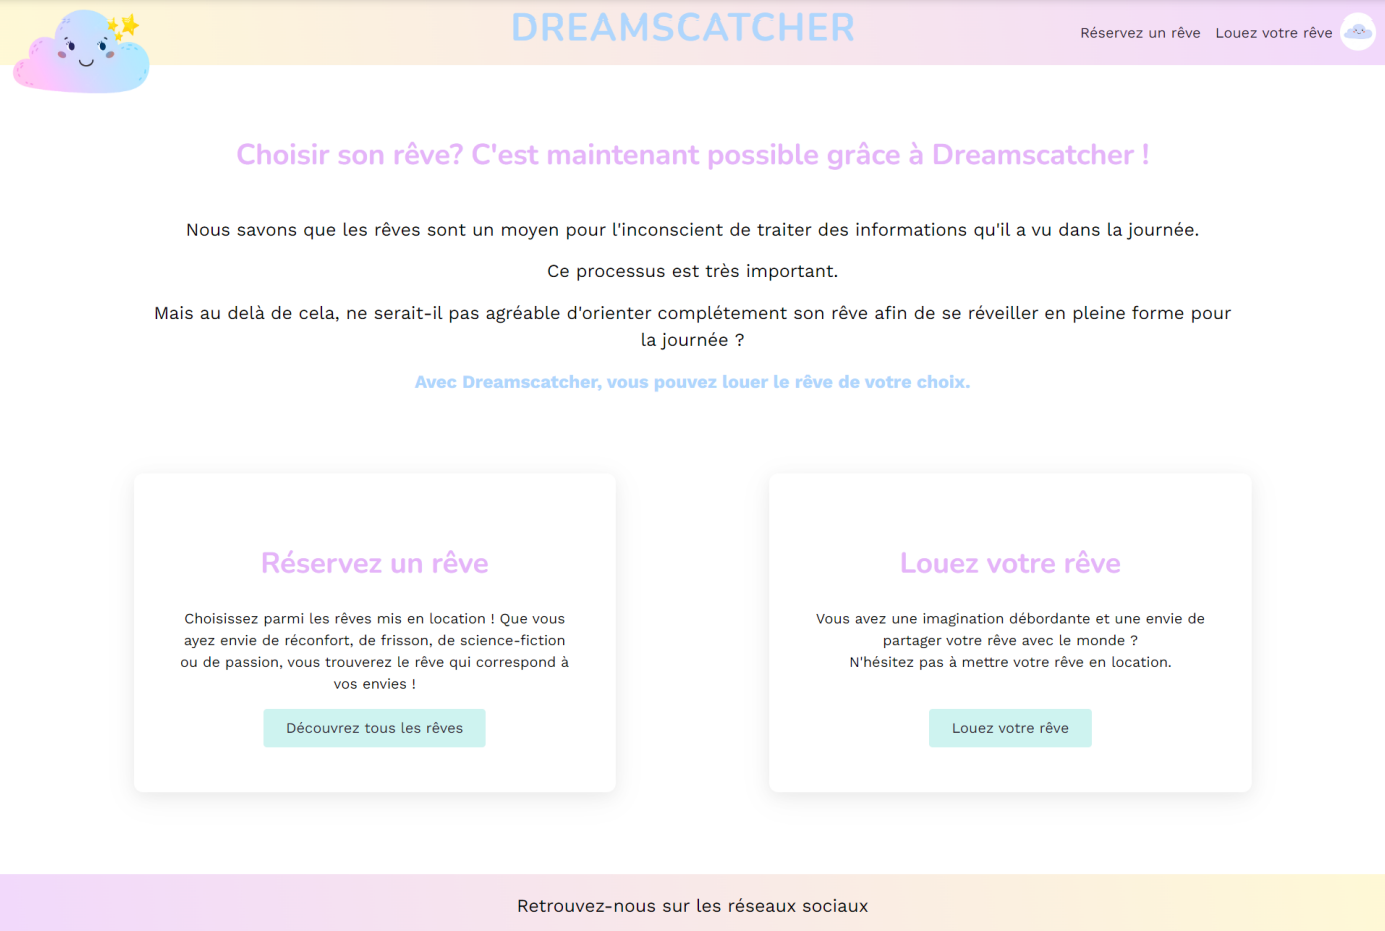 DREAMSCATCHER
Réservez un rêve
Louez votre rêve
Choisir son rêve? C'est maintenant possible grâce à Dreamscatcher !
Nous savons que les rêves sont un moyen pour l'inconscient de traiter des informations qu'il a vu dans la journée.
Ce processus est très important.
Mais au delà de cela, ne serait-il pas agréable d'orienter complétement son rêve afin de se réveiller en pleine forme pour
la journée ?
Avec Dreamscatcher, vous pouvez louer le rêve de votre choix.
Réservez un rêve
Choisissez parmi les rêves mis en location ! Que vous
ayez envie de réconfort, de frisson, de science-fiction
ou de passion, vous trouverez le rêve qui correspond à
vos envies !
Découvrez tous les rêves
Louez votre rêve
Vous avez une imagination débordante et une envie de
partager votre rêve avec le monde ?
N'hésitez pas à mettre votre rêve en location.
Louez votre rêve
Retrouvez-nous sur les réseaux sociaux